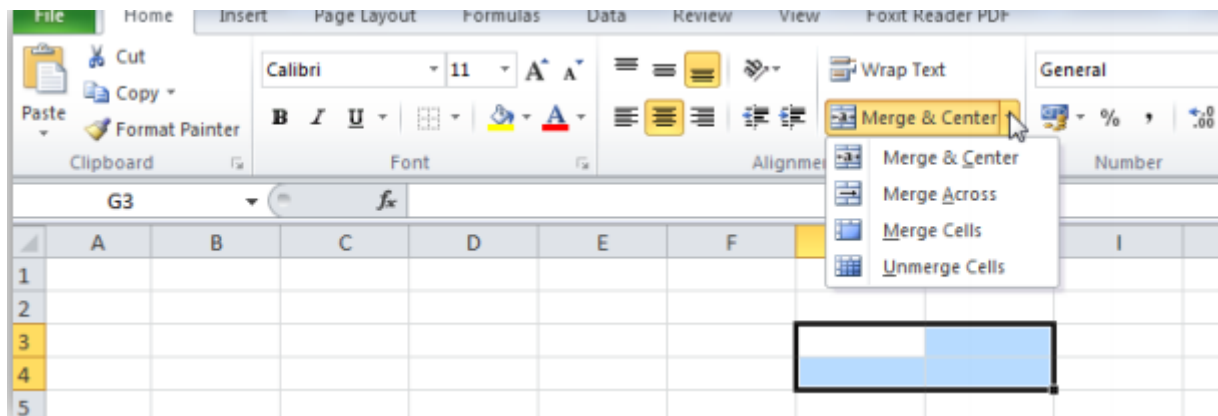 File Home Insert Page Layout Formulas Data Review View Foxit Reader PDF
Cut
Calibri 11 A A Wrap Text General
Copy
Paste
Format Painter B I U A Merge & Center % , .00
Clipboard Font Alignme Number
Merge & Center
G3 fx Merge Across
Merge Cells
A B C D E F I
Unmerge Cells
1
2
3
4
5